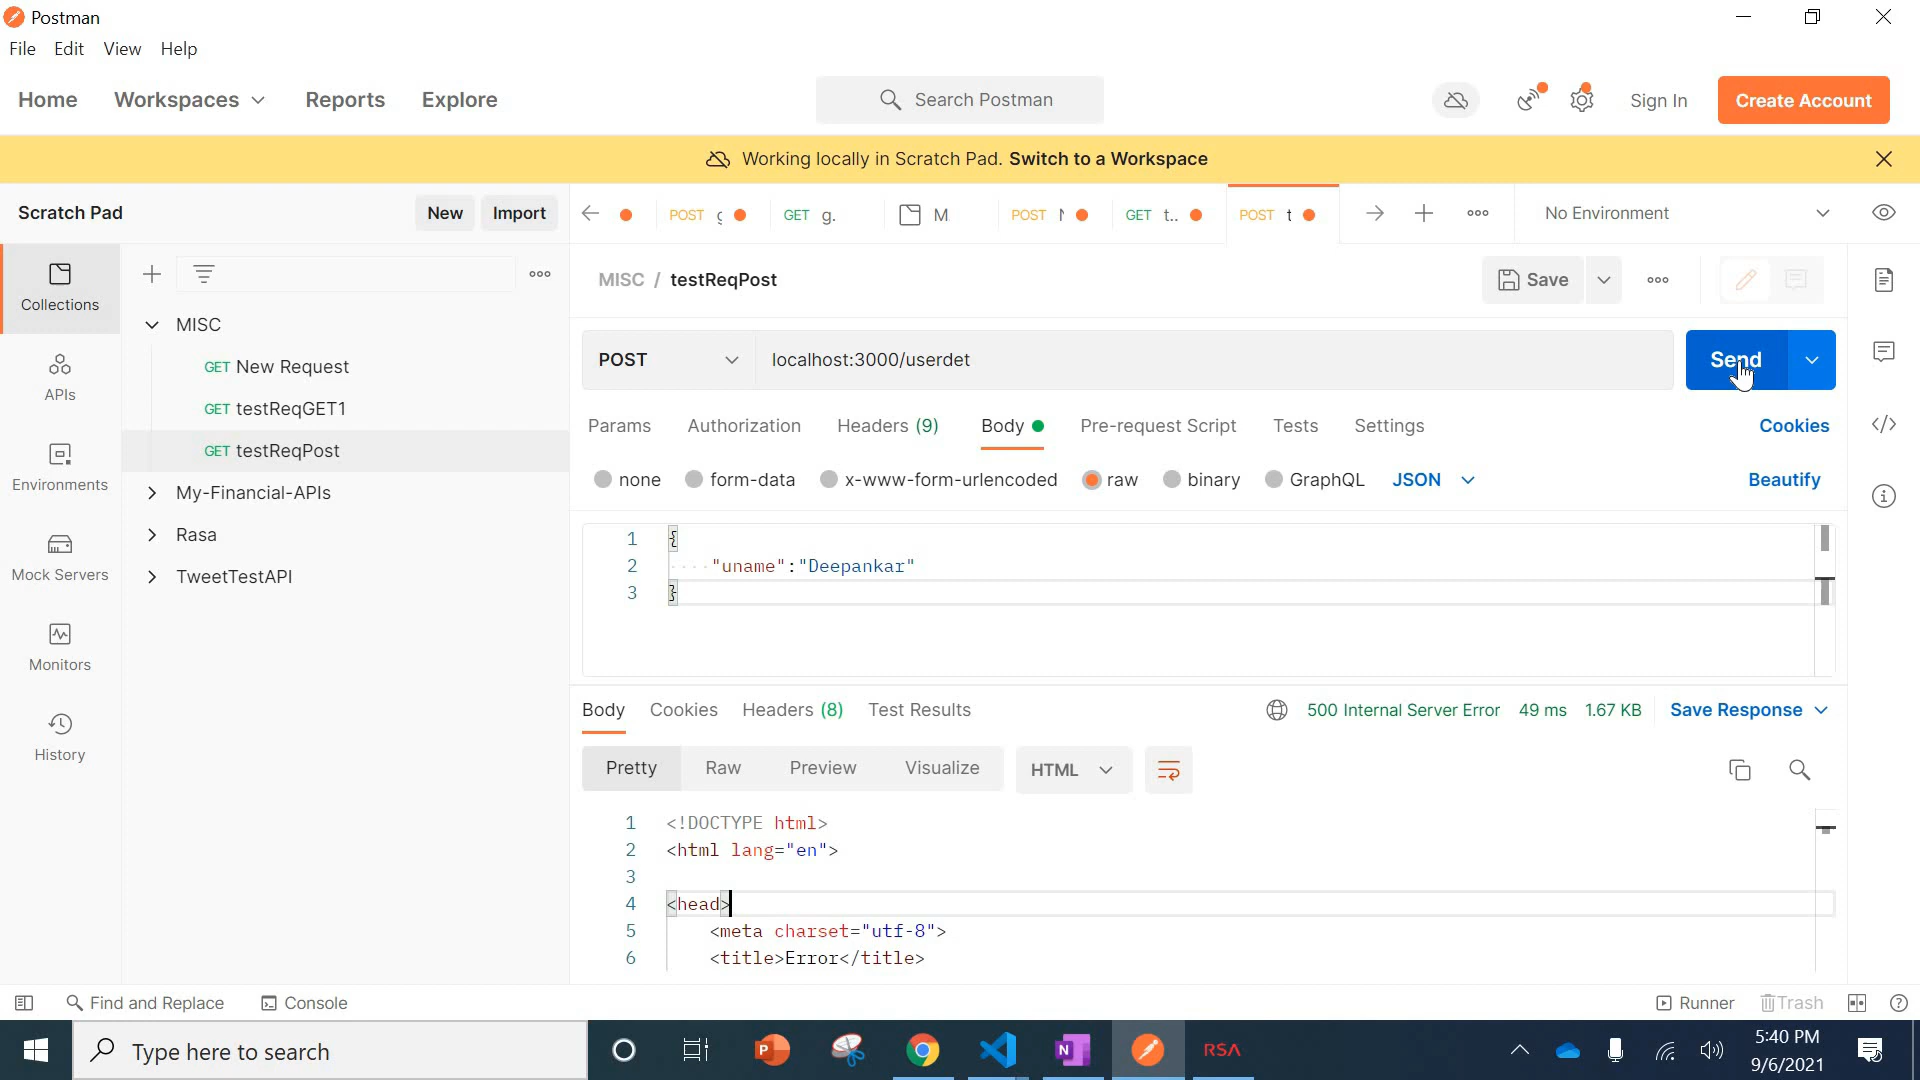 Postman
File Edit View Help
Home Workspaces Reports Explore Search Postman Sign In Create Account
Working locally in Scratch Pad. Switch to a Workspace
Scratch Pad New Import POST g GET g. M POST GET t.. POST t No Environment
Collections
MISC / testReqPost Save
MISC
GET New Request
GET testReqGET1
GET testReqPost
My-Financial-APIs
Rasa
TweetTestAPI
APIs
Environments
Mock Servers
Monitors
History
POST localhost:3000/userdet Send
Params Authorization Headers (9) Body Pre-request Script Tests Settings Cookies
none form-data x-www-form-urlencoded raw binary GraphQL JSON Beautify
1 {
2 "uname":"Deepankar"
3 }
Body Cookies Headers (8) Test Results 500 Internal Server Error 49 ms 1.67 KB Save Response
Pretty Raw Preview Visualize HTML
1 <!DOCTYPE html>
2 <html lang="en">
3
4 <head>
5 <meta charset="utf-8">
6 <title>Error</title>
Find and Replace Console Runner Trash
Type here to search RSA 5:40 PM
9/6/2021